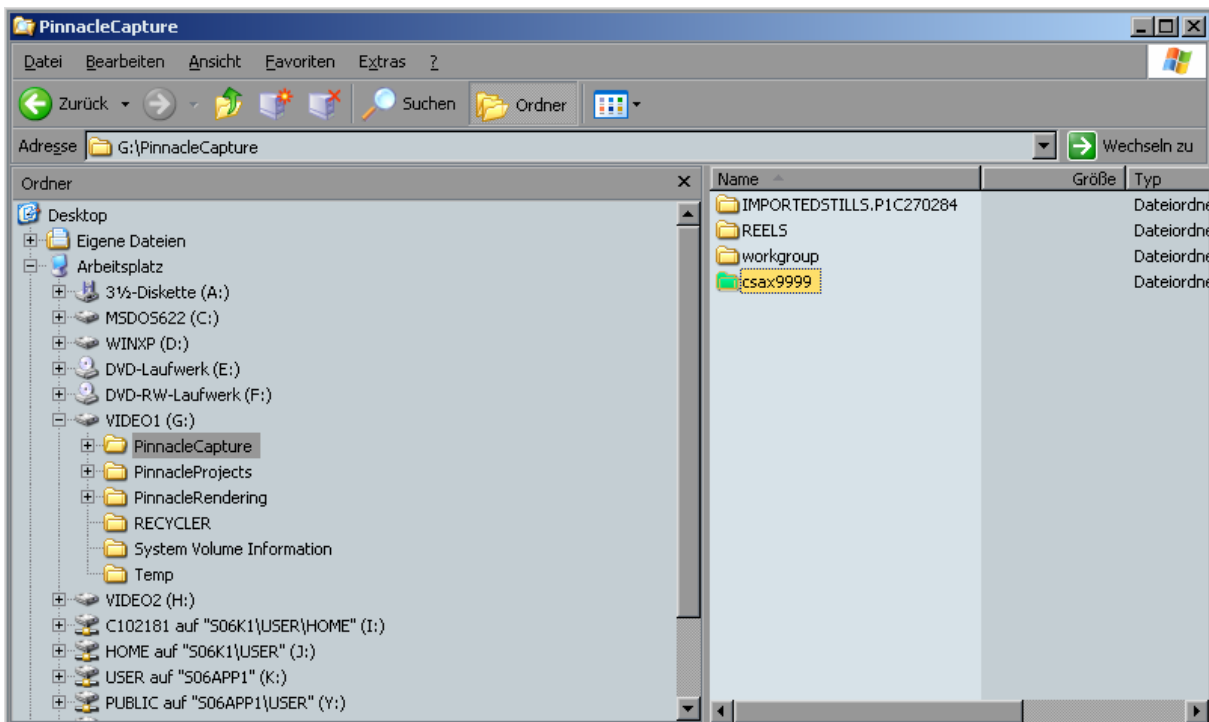 PinnacleCapture
Datei Bearbeiten Ansicht Favoriten Extras ?
Zurück Suchen Ordner
Adresse G:\PinnacleCapture Wechseln zu
Ordner
Desktop
Eigene Dateien
Arbeitsplatz
3½-Diskette (A:)
MSDOS622 (C:)
WINXP (D:)
DVD-Laufwerk (E:)
DVD-RW-Laufwerk (F:)
VIDEO1 (G:)
PinnacleCapture
PinnacleProjects
PinnacleRendering
RECYCLER
System Volume Information
Temp
VIDEO2 (H:)
C102181 auf "S06K1\USER\HOME" (I:)
HOME auf "S06K1\USER" (J:)
USER auf "S06APP1" (K:)
PUBLIC auf "S06APP1\USER" (Y:)
Name Größe Typ
IMPORTEDSTILLS.P1C270284 Dateiordne
REELS Dateiordne
workgroup Dateiordne
csax9999 Dateiordne